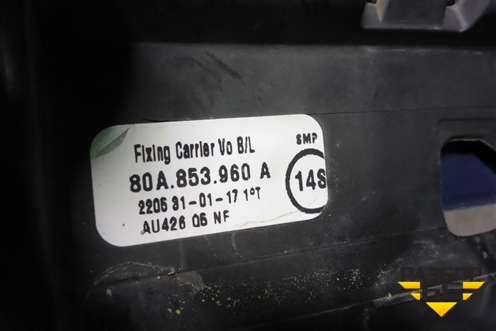 Fixing Carrier Vo B/L
SMP
80A.853.960 A
14S
2205 31-01-17 1°T
AU426 05 NF